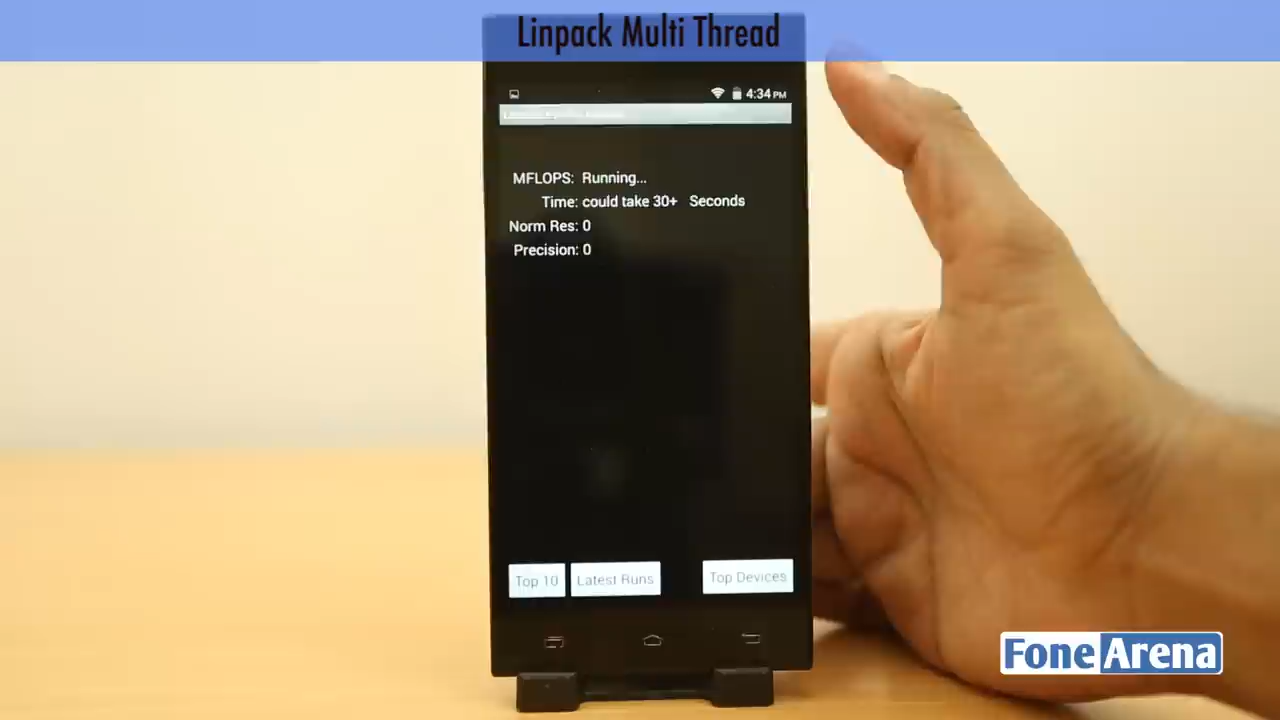 Linpack Multi Thread
4:34 PM
MFLOPS: Running...
Time: could take 30+ Seconds
Norm Res: 0
Precision: 0
Top 10 Latest Runs Top Devices
FoneArena